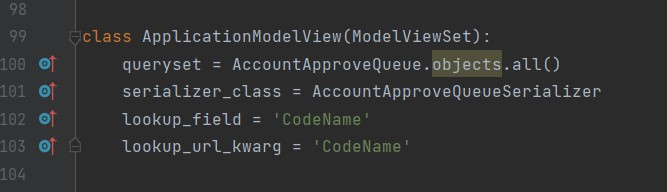 98
99 class ApplicationModelView(ModelViewSet):
100 queryset = AccountApproveQueue.objects.all()
101 serializer_class = AccountApproveQueueSerializer
102 lookup_field = 'CodeName'
103 lookup_url_kwarg = 'CodeName'
104